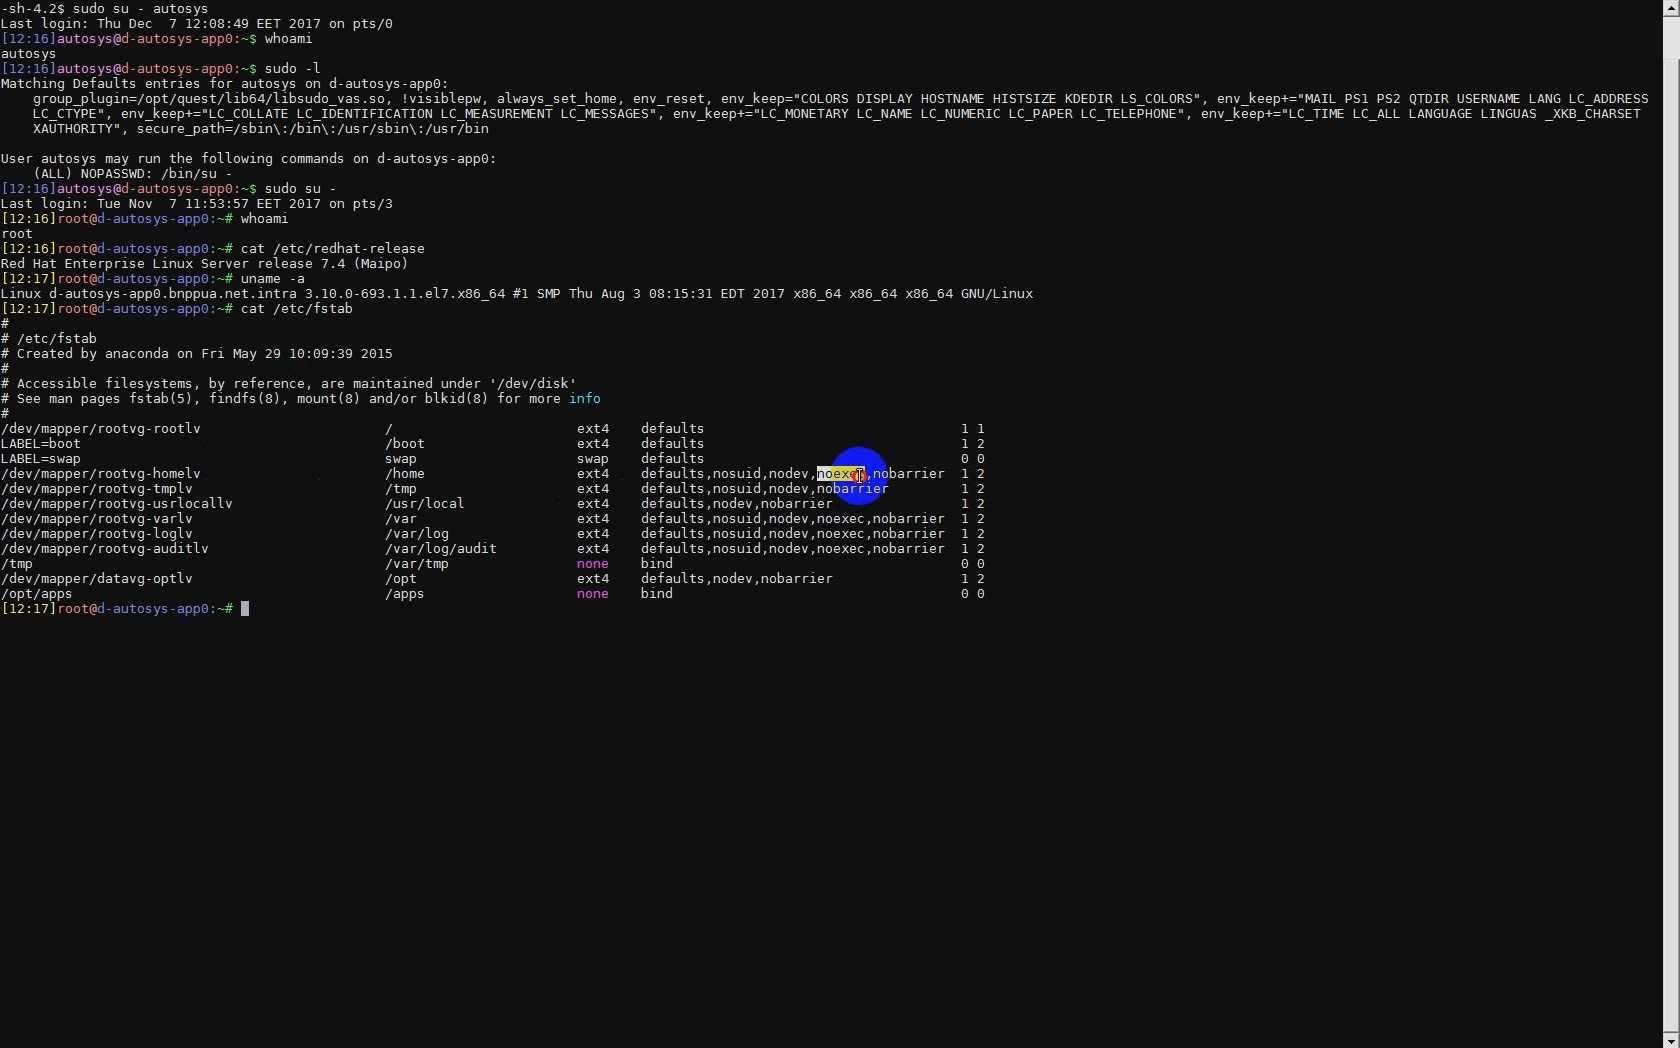 -sh-4.2$ sudo su - autosys
Last login: Thu Dec  7 12:08:49 EET 2017 on pts/0
[12:16]autosys@d-autosys-app0:~$ whoami
autosys
[12:16]autosys@d-autosys-app0:~$ sudo -l
Matching Defaults entries for autosys on d-autosys-app0:
    group_plugin=/opt/quest/lib64/libsudo_vas.so, !visiblepw, always_set_home, env_reset, env_keep="COLORS DISPLAY HOSTNAME HISTSIZE KDEDIR LS_COLORS", env_keep+="MAIL PS1 PS2 QTDIR USERNAME LANG LC_ADDRESS
    LC_CTYPE", env_keep+="LC_COLLATE LC_IDENTIFICATION LC_MEASUREMENT LC_MESSAGES", env_keep+="LC_MONETARY LC_NAME LC_NUMERIC LC_PAPER LC_TELEPHONE", env_keep+="LC_TIME LC_ALL LANGUAGE LINGUAS _XKB_CHARSET
    XAUTHORITY", secure_path=/sbin\:/bin\:/usr/sbin\:/usr/bin
User autosys may run the following commands on d-autosys-app0:
    (ALL) NOPASSWD: /bin/su -
[12:16]autosys@d-autosys-app0:~$ sudo su -
Last login: Tue Nov  7 11:53:57 EET 2017 on pts/3
[12:16]root@d-autosys-app0:~# whoami
root
[12:16]root@d-autosys-app0:~# cat /etc/redhat-release
Red Hat Enterprise Linux Server release 7.4 (Maipo)
[12:17]root@d-autosys-app0:~# uname -a
Linux d-autosys-app0.bnppua.net.intra 3.10.0-693.1.1.el7.x86_64 #1 SMP Thu Aug 3 08:15:31 EDT 2017 x86_64 x86_64 x86_64 GNU/Linux
[12:17]root@d-autosys-app0:~# cat /etc/fstab
#
# /etc/fstab
# Created by anaconda on Fri May 29 10:09:39 2015
#
# Accessible filesystems, by reference, are maintained under '/dev/disk'
# See man pages fstab(5), findfs(8), mount(8) and/or blkid(8) for more info
#
/dev/mapper/rootvg-rootlv                       /                       ext4    defaults                                1 1
LABEL=boot                                      /boot                   ext4    defaults                                1 2
LABEL=swap                                      swap                    swap    defaults                                0 0
/dev/mapper/rootvg-homelv                       /home                   ext4    defaults,nosuid,nodev,noexec,nobarrier  1 2
/dev/mapper/rootvg-tmplv                        /tmp                    ext4    defaults,nosuid,nodev,nobarrier         1 2
/dev/mapper/rootvg-usrlocallv                   /usr/local              ext4    defaults,nodev,nobarrier                1 2
/dev/mapper/rootvg-varlv                        /var                    ext4    defaults,nosuid,nodev,noexec,nobarrier  1 2
/dev/mapper/rootvg-loglv                        /var/log                ext4    defaults,nosuid,nodev,noexec,nobarrier  1 2
/dev/mapper/rootvg-auditlv                      /var/log/audit          ext4    defaults,nosuid,nodev,noexec,nobarrier  1 2
/tmp                                            /var/tmp                none    bind                                    0 0
/dev/mapper/datavg-optlv                        /opt                    ext4    defaults,nodev,nobarrier                1 2
/opt/apps                                       /apps                   none    bind                                    0 0
[12:17]root@d-autosys-app0:~#